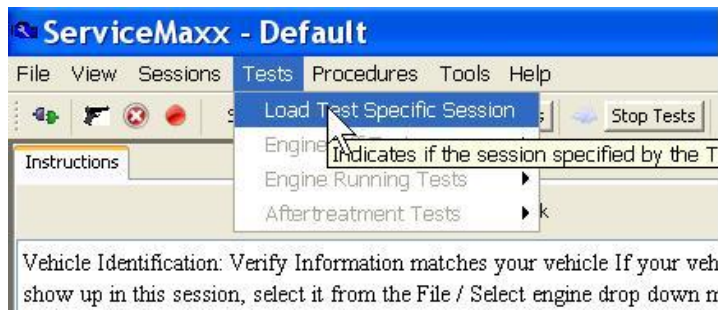 ServiceMaxx - Default
File View Sessions Tests Procedures Tools Help
Load Test Specific Session
Stop Tests
Indicates if the session specified by the T
Instructions
Engine Running Tests
Aftertreatment Tests
Vehicle Identification: Verify Information matches your vehicle If your veh
show up in this session, select it from the File / Select engine drop down m